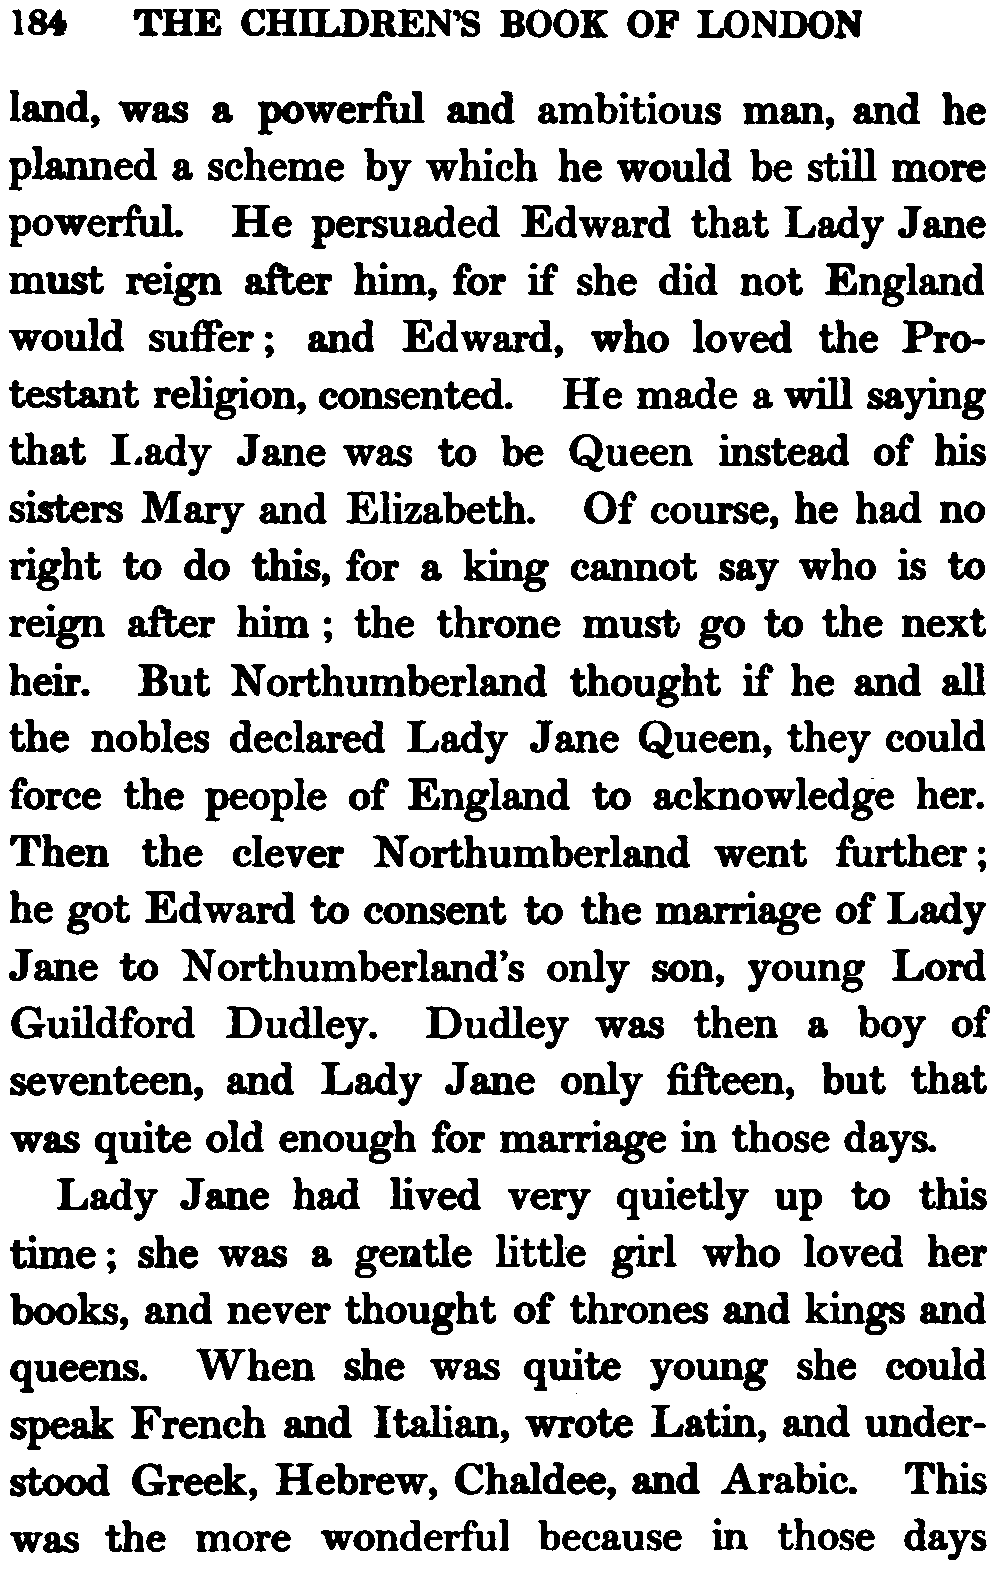 184 THE CHILDREN'S BOOK OF LONDON
land, was a powerful and ambitious man, and he
planned a scheme by which he would be still more
powerful. He persuaded Edward that Lady Jane
must reign after him, for if she did not England
would suffer; and Edward, who loved the Pro-
testant religion, consented. He made a will saying
that Lady Jane was to be Queen instead of his
sisters Mary and Elizabeth. Of course, he had no
right to do this, for a king cannot say who is to
reign after him; the throne must go to the next
heir. But Northumberland thought if he and all
the nobles declared Lady Jane Queen, they could
force the people of England to acknowledge her.
Then the clever Northumberland went further;
he got Edward to consent to the marriage of Lady
Jane to Northumberland's only son, young Lord
Guildford Dudley. Dudley was then a boy of
seventeen, and Lady Jane only fifteen, but that
was quite old enough for marriage in those days.
Lady Jane had lived very quietly up to this
time; she was a gentle little girl who loved her
books, and never thought of thrones and kings and
queens. When she was quite young she could
speak French and Italian, wrote Latin, and under-
stood Greek, Hebrew, Chaldee, and Arabic. This
was the more wonderful because in those days